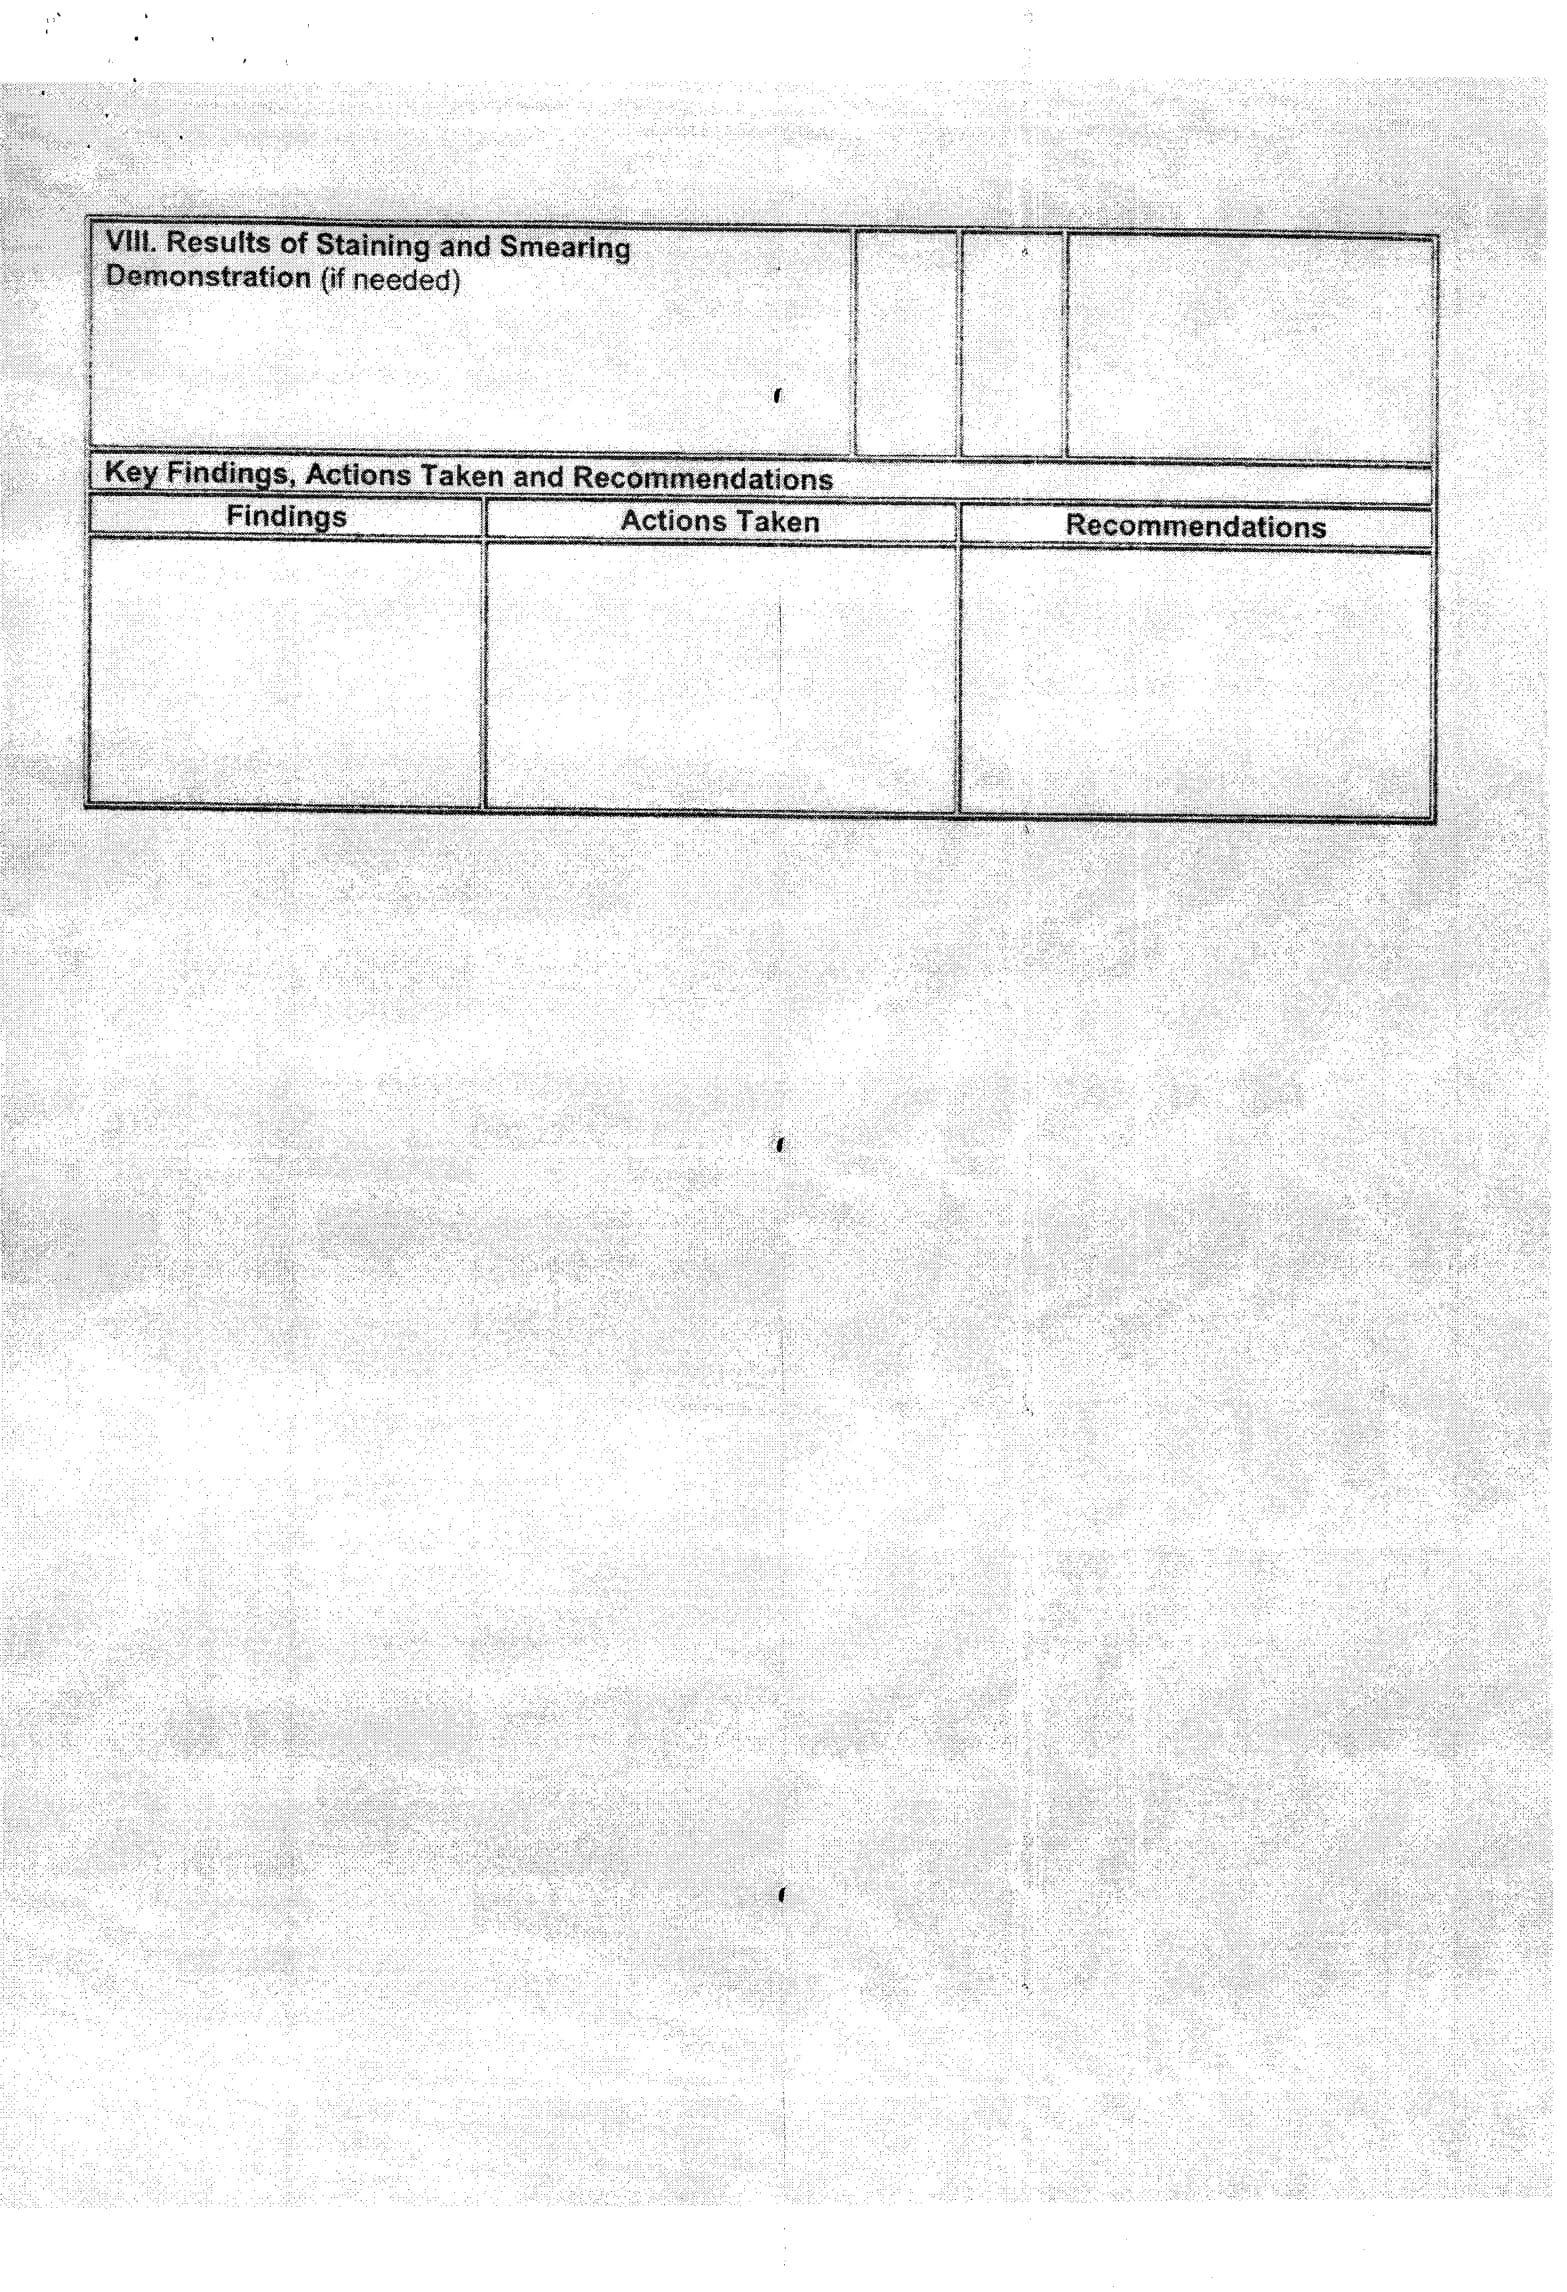 VIII. Results of Staining and Smearing
Demonstration (if needed)
Key Findings, Actions Taken and Recommendations
Findings
Actions Taken
Recommendations